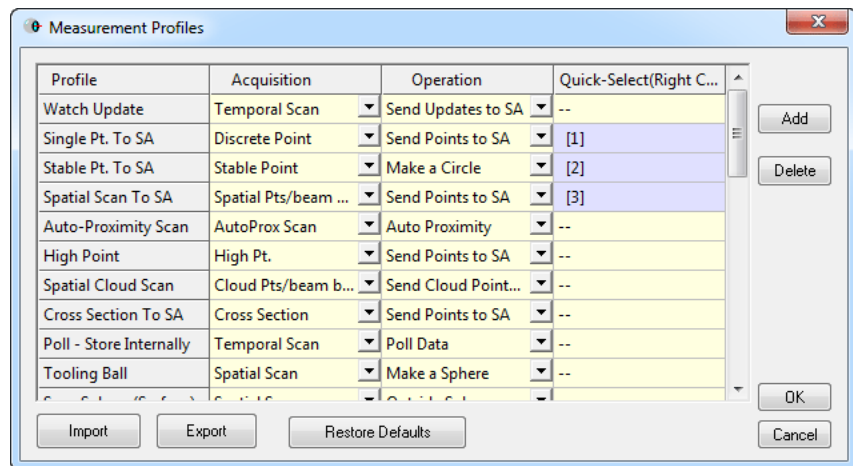 Measurement Profiles
Profile Acquisition Operation Quick-Select(Right C...
Watch Update Temporal Scan Send Updates to SA --
Single Pt. To SA Discrete Point Send Points to SA [1]
Stable Pt. To SA Stable Point Make a Circle [2]
Spatial Scan To SA Spatial Pts/beam ... Send Points to SA [3]
Auto-Proximity Scan AutoProx Scan Auto Proximity --
High Point High Pt. Send Points to SA --
Spatial Cloud Scan Cloud Pts/beam b... Send Cloud Point... --
Cross Section To SA Cross Section Send Points to SA --
Poll - Store Internally Temporal Scan Poll Data --
Tooling Ball Spatial Scan Make a Sphere --
Add
Delete
OK
Cancel
Import Export Restore Defaults